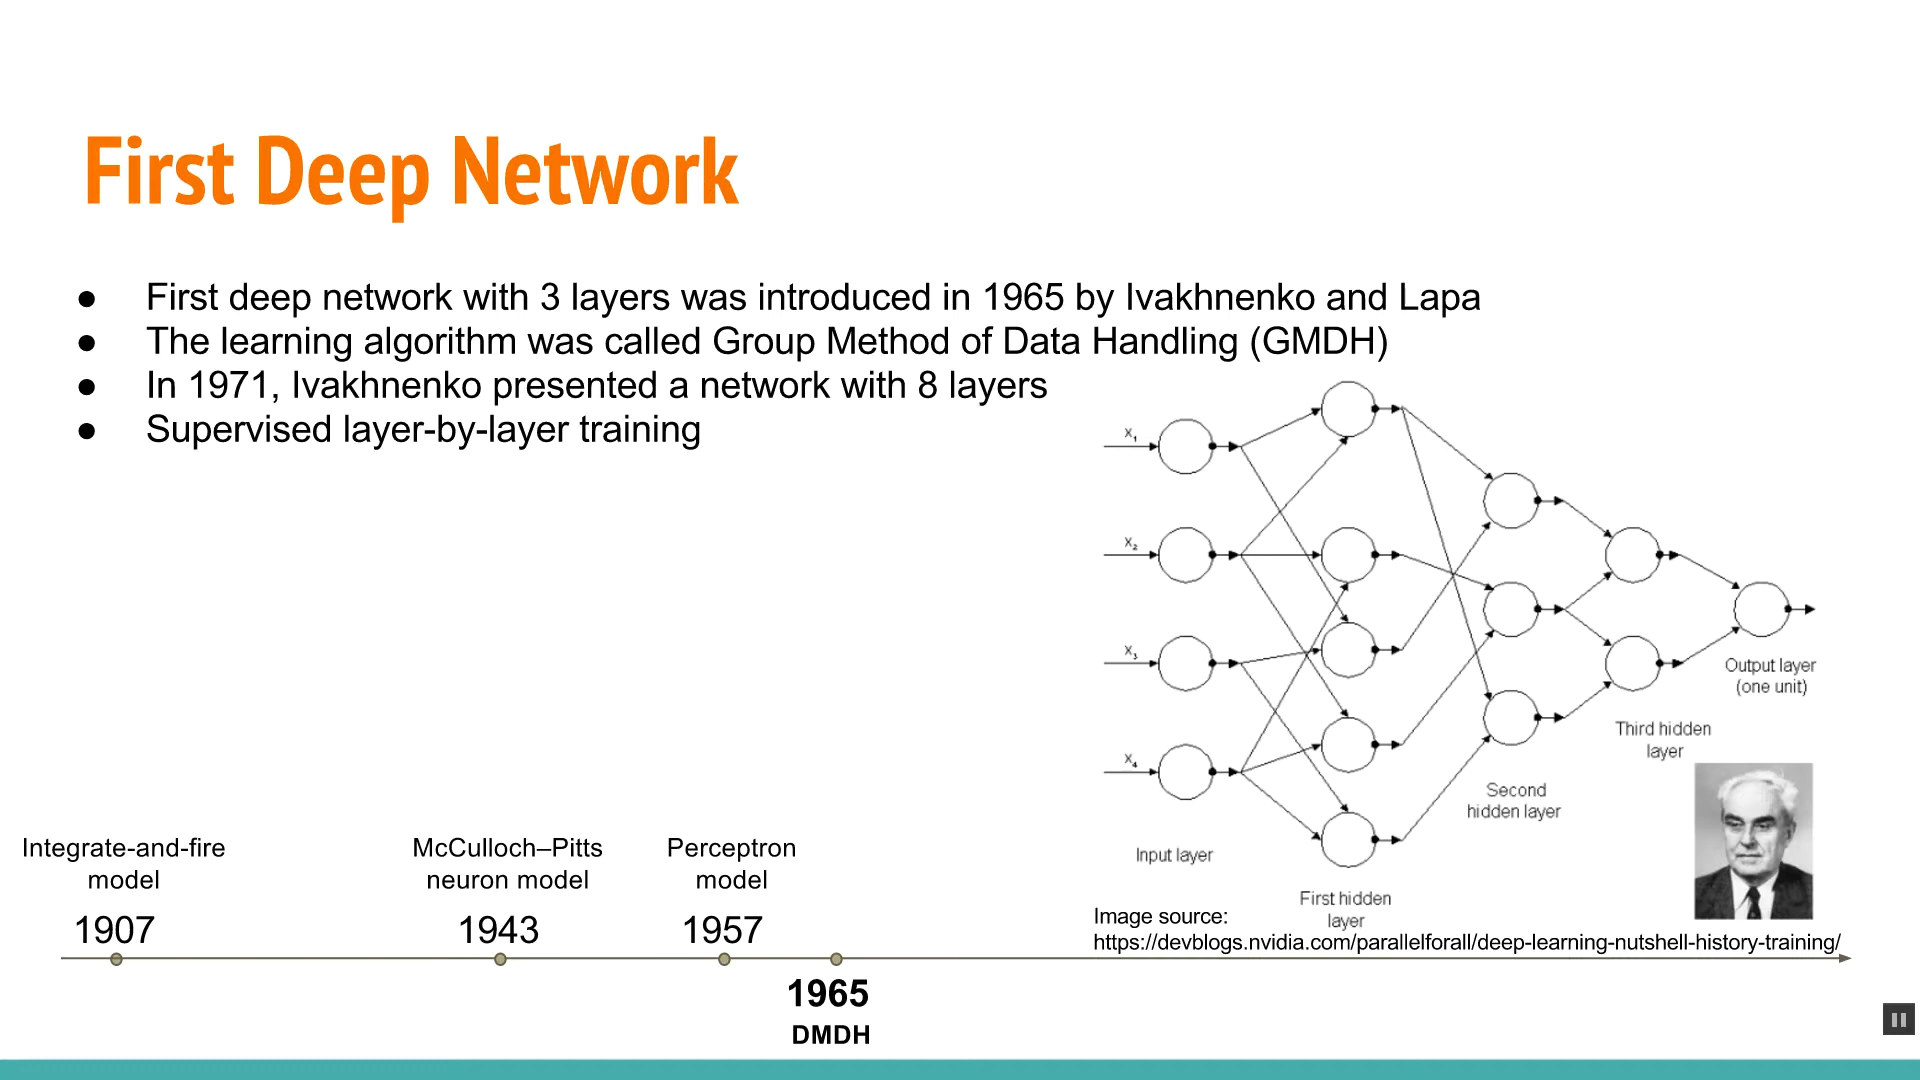 First Deep Network
● First deep network with 3 layers was introduced in 1965 by Ivakhnenko and Lapa
● The learning algorithm was called Group Method of Data Handling (GMDH)
● In 1971, Ivakhnenko presented a network with 8 layers
● Supervised layer-by-layer training
X₁
X₂
X₃
X₄
Input layer
First hidden
layer
Second
hidden layer
Third hidden
layer
Output layer
(one unit)
Image source:
https://devblogs.nvidia.com/parallelforall/deep-learning-nutshell-history-training/
Integrate-and-fire
model
1907
McCulloch–Pitts
neuron model
1943
Perceptron
model
1957
1965
DMDH